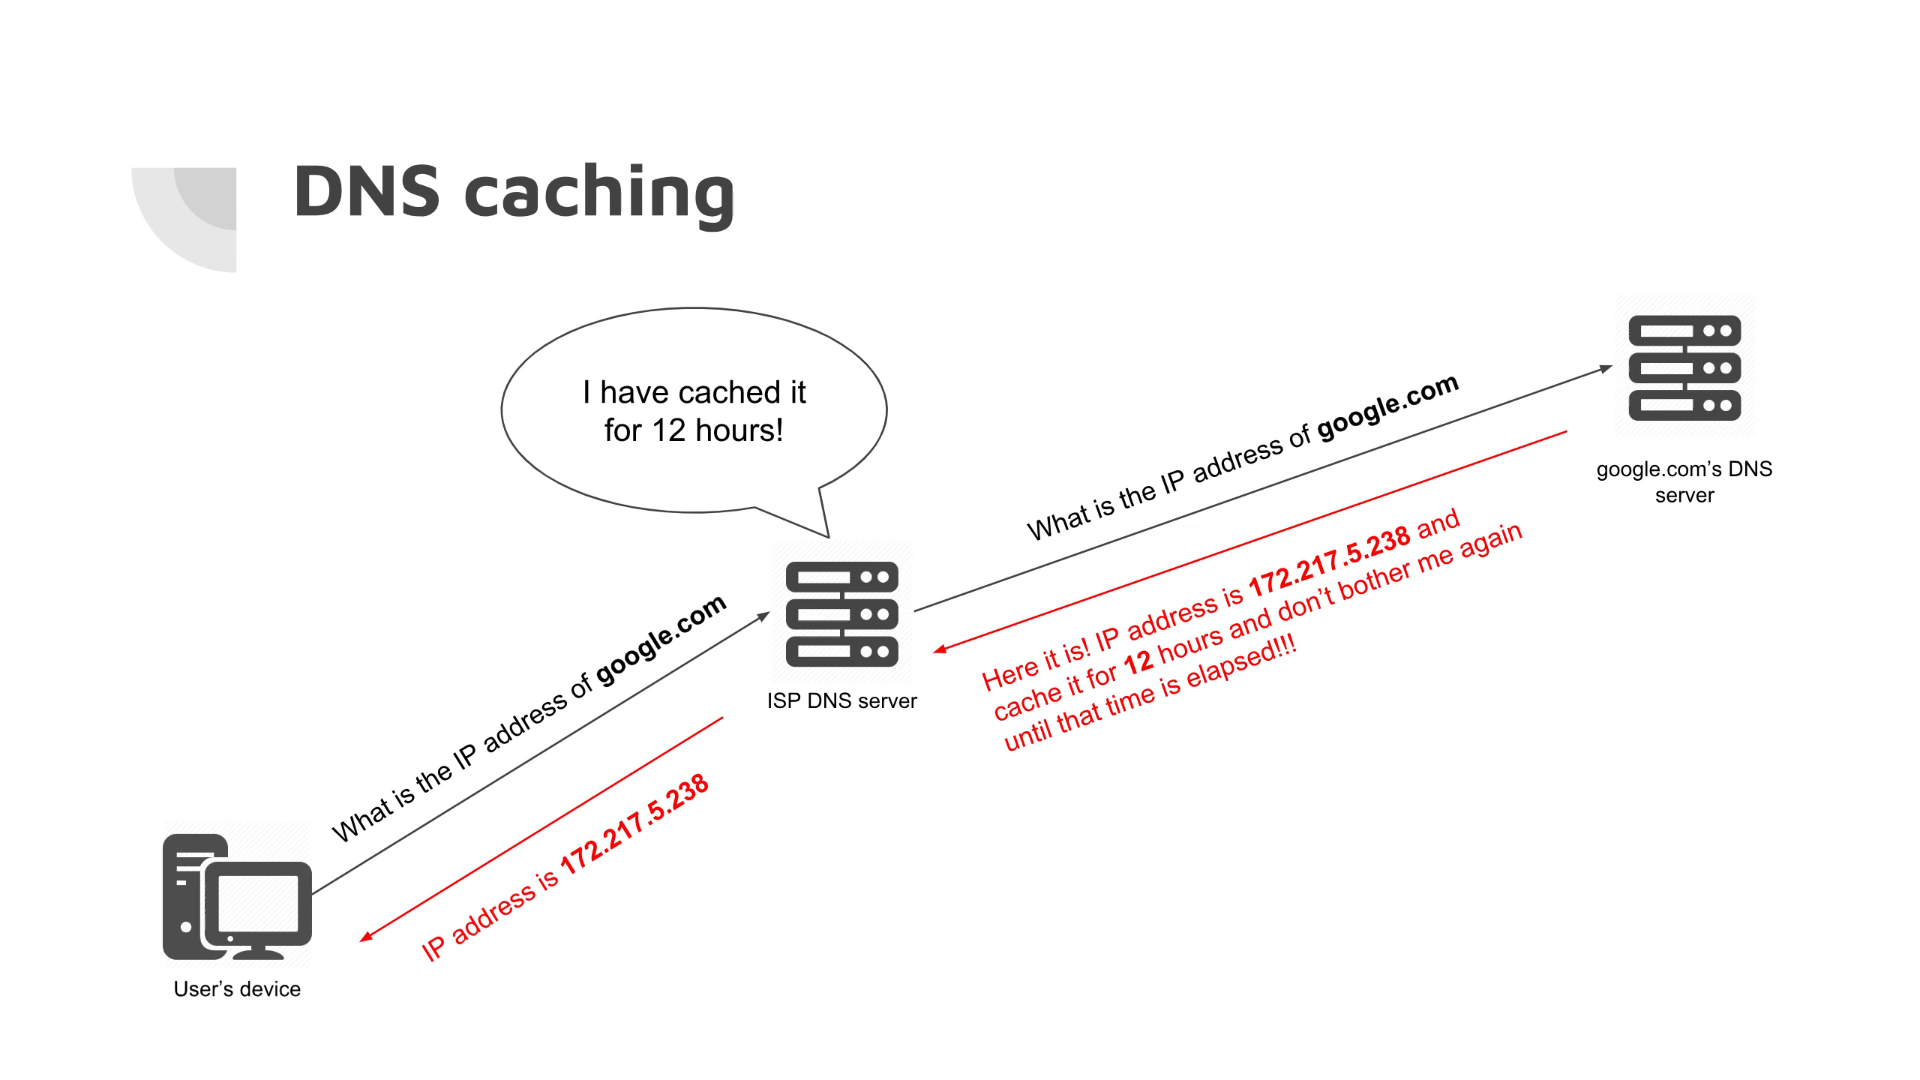 DNS caching
I have cached it
for 12 hours!
What is the IP address of google.com
google.com’s DNS
server
Here it is! IP address is 172.217.5.238 and
cache it for 12 hours and don’t bother me again
until that time is elapsed!!!
What is the IP address of google.com
ISP DNS server
IP address is 172.217.5.238
User’s device